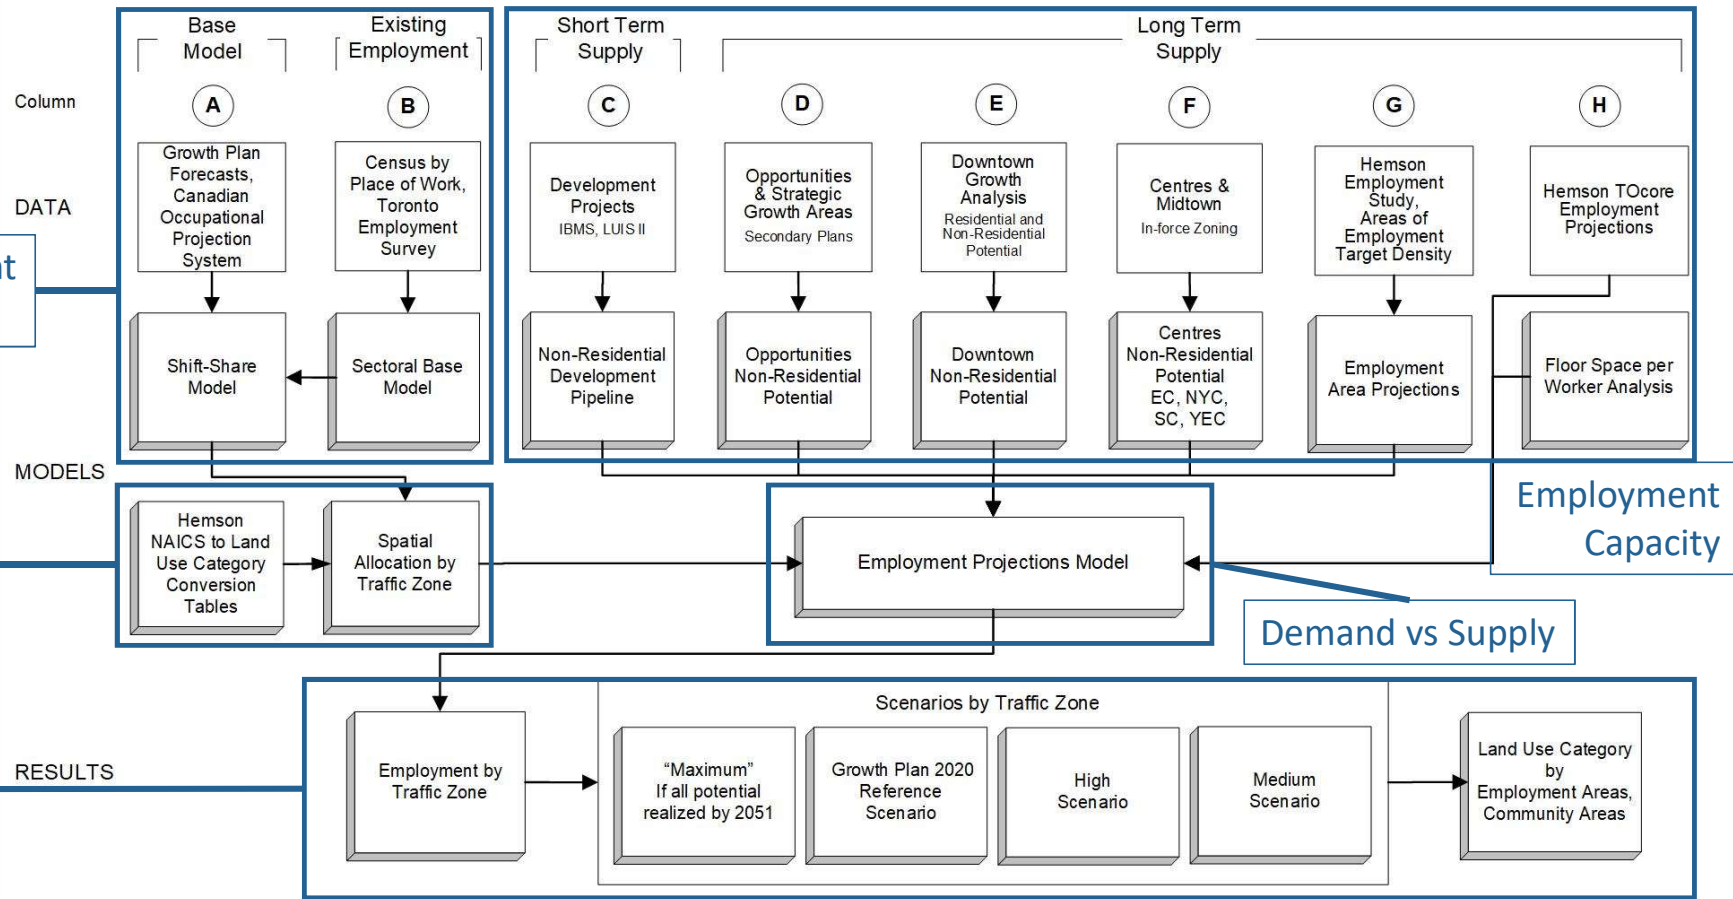 Base
Model
Existing
Employment
Short Term
Supply
Long Term
Supply
Column
A
B
C
D
E
F
G
H
DATA
Growth Plan
Forecasts,
Canadian
Occupational
Projection
System
Census by
Place of Work,
Toronto
Employment
Survey
Development
Projects
IBMS, LUIS II
Opportunities
& Strategic
Growth Areas
Secondary Plans
Downtown
Growth
Analysis
Residential and
Non-Residential
Potential
Centres &
Midtown
In-force Zoning
Hemson
Employment
Study,
Areas of
Employment
Target Density
Hemson TOcore
Employment
Projections
Shift-Share
Model
Sectoral Base
Model
Non-Residential
Development
Pipeline
Opportunities
Non-Residential
Potential
Downtown
Non-Residential
Potential
Centres
Non-Residential
Potential
EC, NYC,
SC, YEC
Employment
Area Projections
Floor Space per
Worker Analysis
MODELS
Hemson
NAICS to Land
Use Category
Conversion
Tables
Spatial
Allocation by
Traffic Zone
Employment Projections Model
Employment
Capacity
Demand vs Supply
RESULTS
Employment by
Traffic Zone
Scenarios by Traffic Zone
“Maximum”
If all potential
realized by 2051
Growth Plan 2020
Reference
Scenario
High
Scenario
Medium
Scenario
Land Use Category
by
Employment Areas,
Community Areas